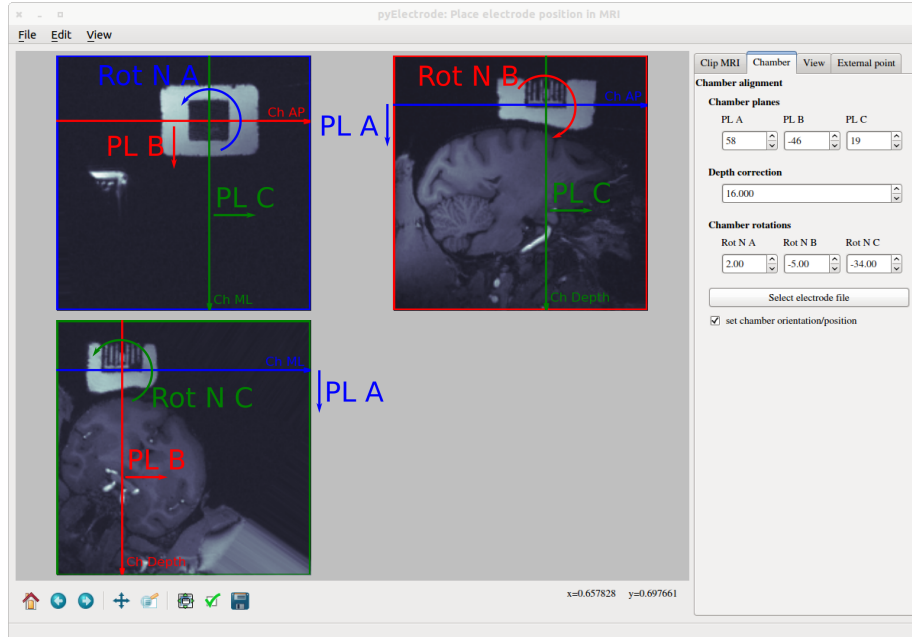 pyElectrode: Place electrode position in MRI
File Edit View
Rot N A
Ch AP
PL B
PL C
Ch ML
Rot N B
Ch AP
PL A
PL C
Ch Depth
Ch ML
Rot N C
PL A
PL B
Ch Depth
Clip MRI Chamber View External point
Chamber alignment
Chamber planes
PL A PL B PL C
58 -46 19
Depth correction
16.000
Chamber rotations
Rot N A Rot N B Rot N C
2.00 -5.00 -34.00
Select electrode file
set chamber orientation/position
x=0.657828 y=0.697661